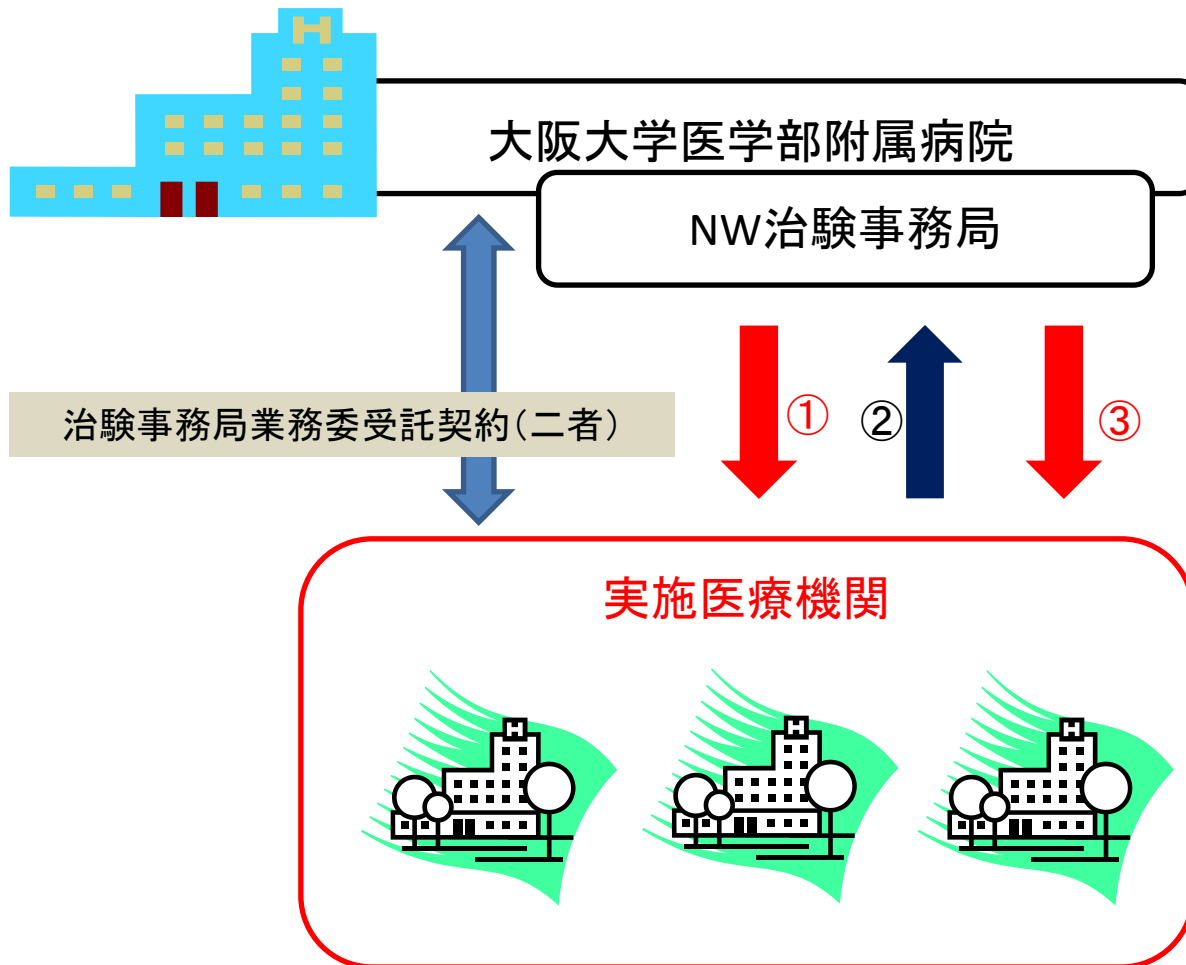 大阪大学医学部附属病院
NW治験事務局
治験事務局業務委受託契約(二者)
①
②
③
実施医療機関